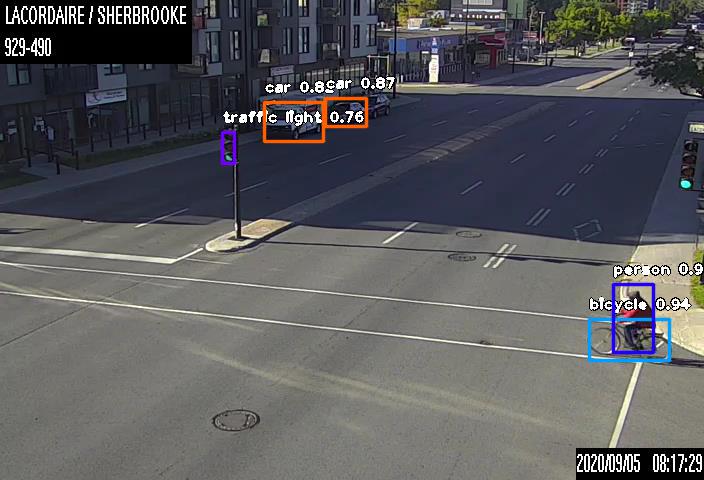 LACORDAIRE / SHERBROOKE
929-490
car 0.8
car 0.87
traffic light 0.76
person 0.9
bicycle 0.94
2020/09/05 08:17:29